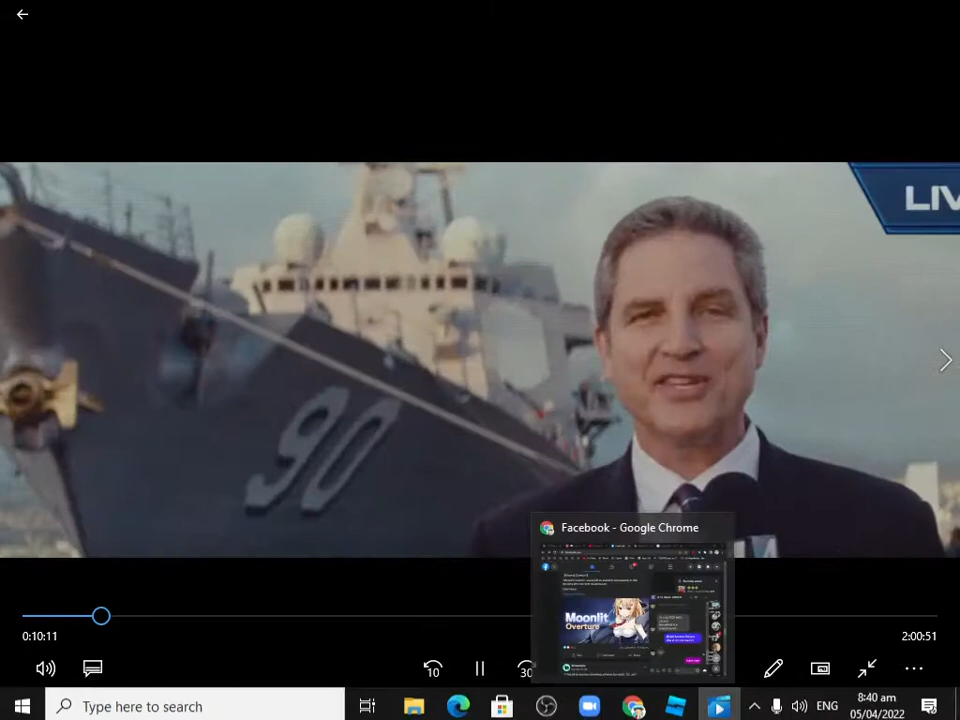 LIV
90
Facebook - Google Chrome
Moonlit
Overture
0:10:11
2:00:51
10
30
Type here to search
ENG
8:40 am
05/04/2022